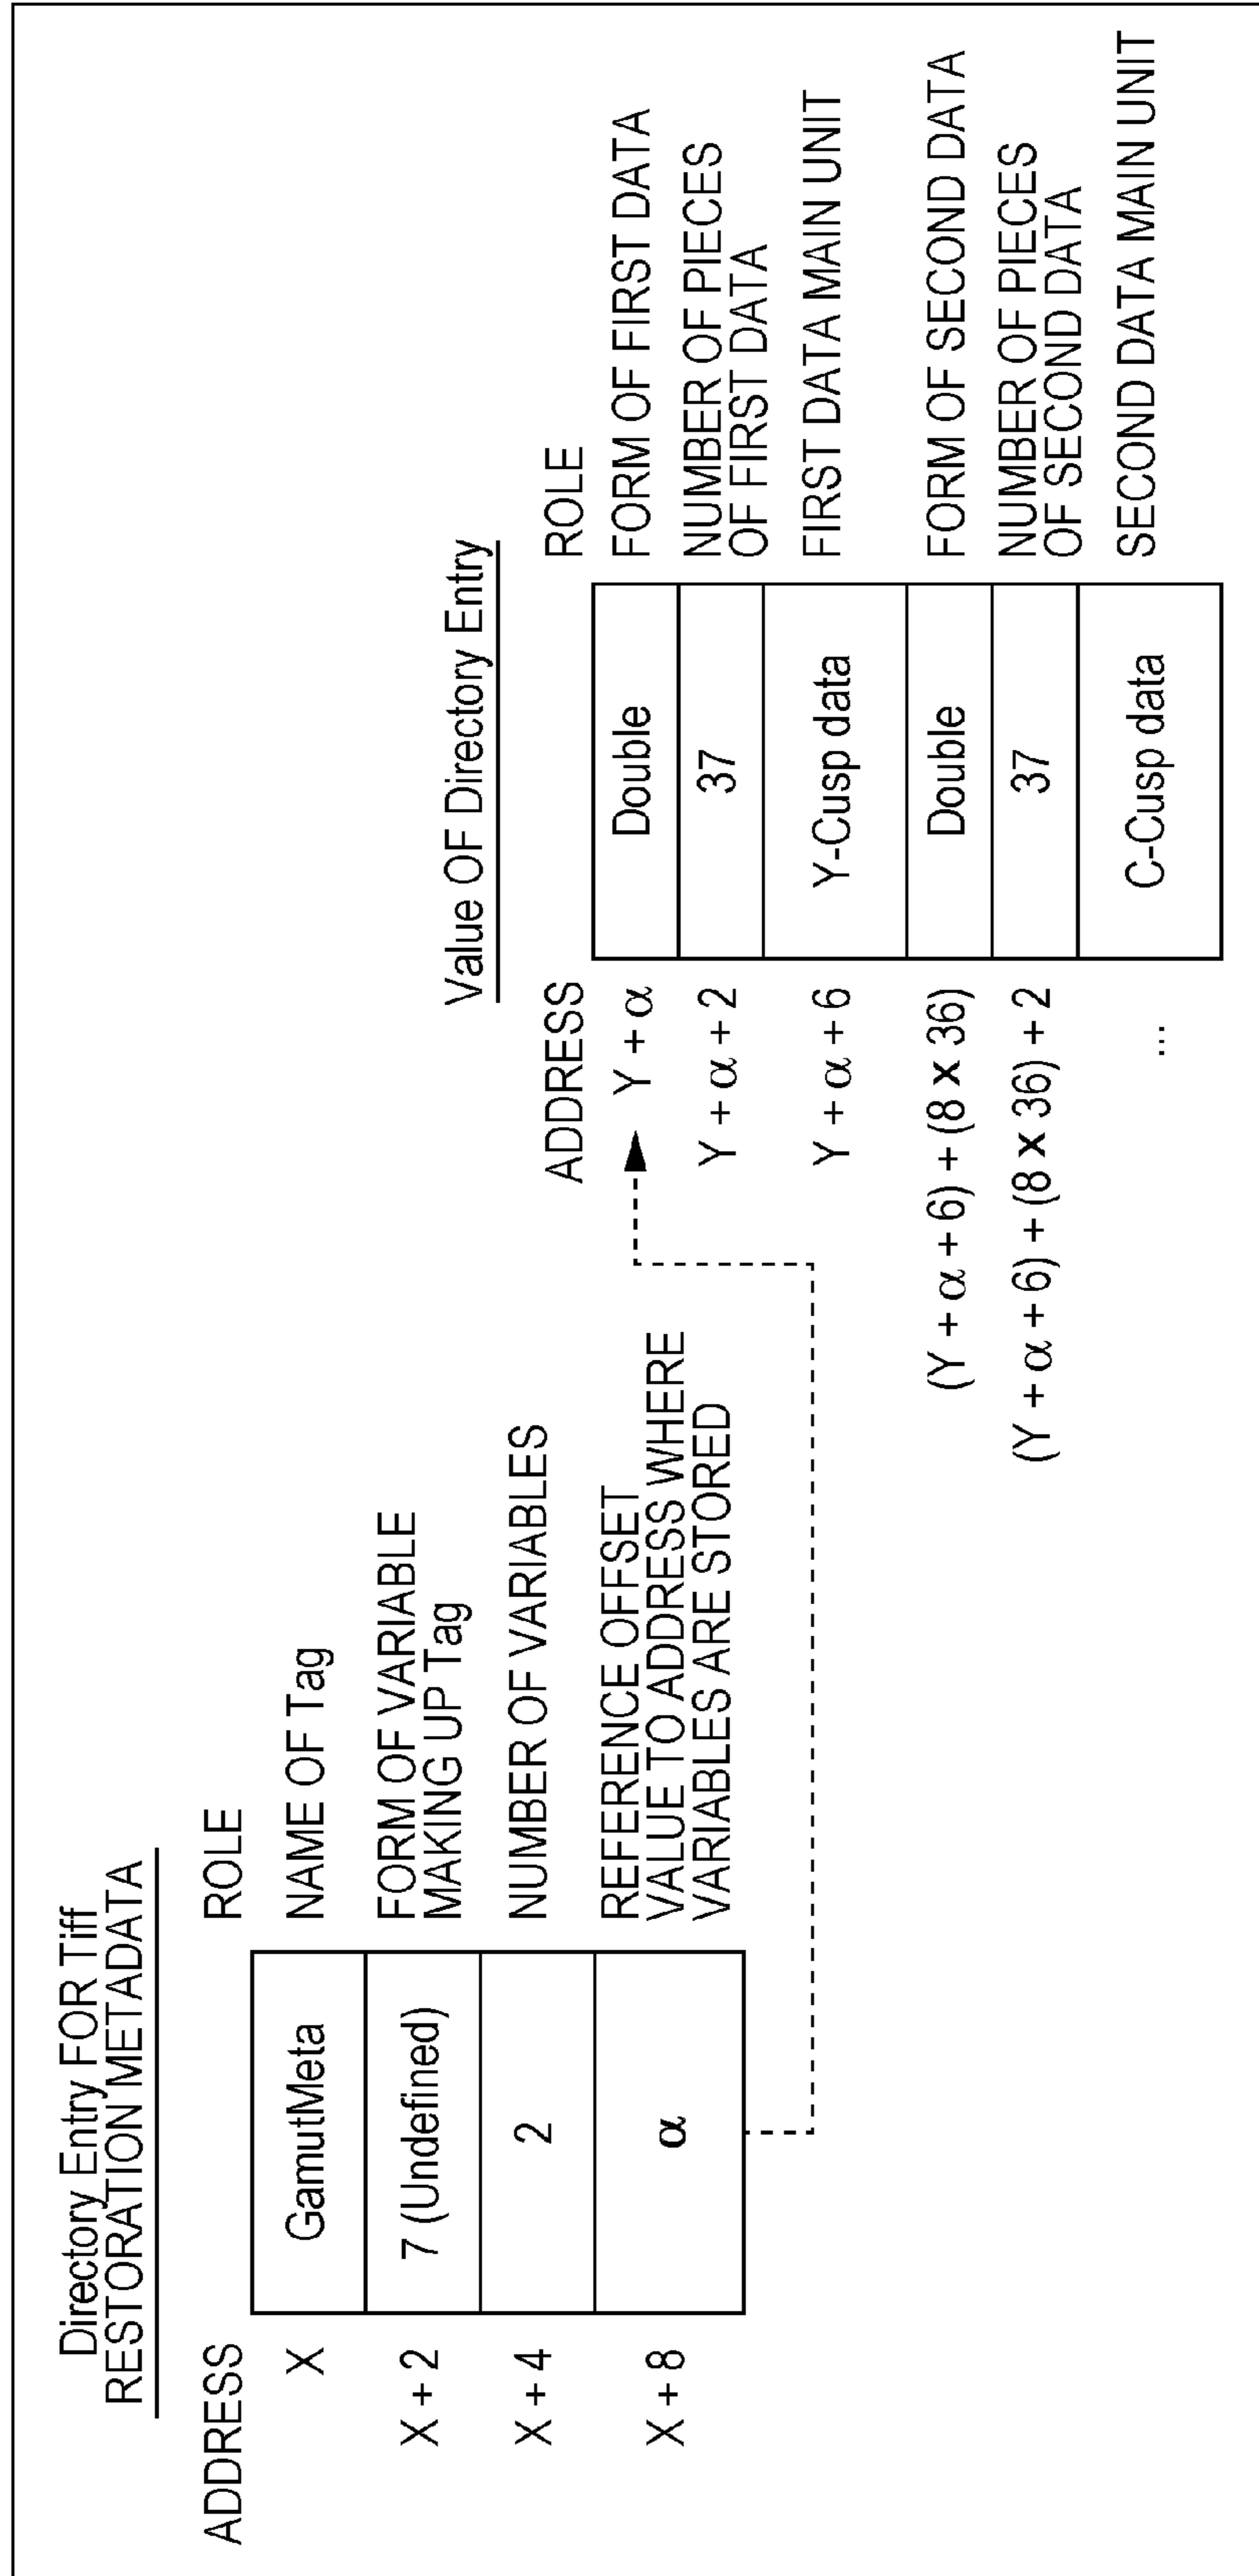 Directory Entry FOR Tiff
RESTORATION METADATA
ADDRESS
ROLE
X
GamutMeta
NAME OF Tag
X + 2
7 (Undefined)
FORM OF VARIABLE
MAKING UP Tag
X + 4
2
NUMBER OF VARIABLES
X + 8
α
REFERENCE OFFSET
VALUE TO ADDRESS WHERE
VARIABLES ARE STORED
Value OF Directory Entry
ADDRESS
ROLE
Y + α
Double
FORM OF FIRST DATA
Y + α + 2
37
NUMBER OF PIECES
OF FIRST DATA
Y + α + 6
Y-Cusp data
FIRST DATA MAIN UNIT
(Y + α + 6) + (8 x 36)
Double
FORM OF SECOND DATA
(Y + α + 6) + (8 x 36) + 2
37
NUMBER OF PIECES
OF SECOND DATA
...
C-Cusp data
SECOND DATA MAIN UNIT